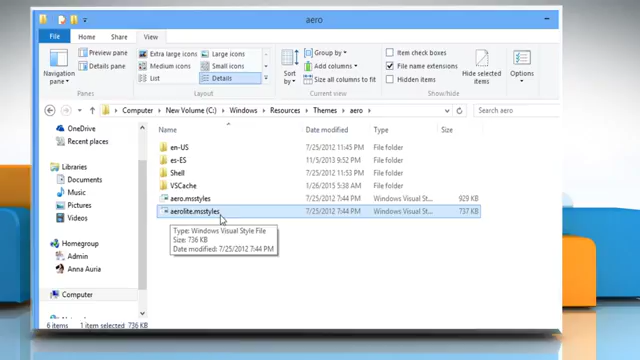 aero
File
Home
Share
View
Navigation pane
Preview pane
Details pane
Panes
Extra large icons
Large icons
Medium icons
Small icons
List
Details
Layout
Sort by
Group by
Add columns
Size all columns to fit
Current view
Item check boxes
File name extensions
Hidden items
Hide selected items
Show/hide
Options
Computer
New Volume (C:)
Windows
Resources
Themes
aero
Search aero
OneDrive
Recent places
Libraries
Documents
Music
Pictures
Videos
Homegroup
Admin
Anna Auria
Computer
Name Date modified Type Size
en-US 7/25/2012 11:45 PM File folder
es-ES 11/5/2013 9:52 PM File folder
Shell 7/25/2012 11:45 PM File folder
VSCache 1/26/2015 5:38 AM File folder
aero.msstyles 7/25/2012 7:44 PM Windows Visual St... 929 KB
aerolite.msstyles 7/25/2012 7:44 PM Windows Visual St... 737 KB
Type: Windows Visual Style File
Size: 736 KB
Date modified: 7/25/2012 7:44 PM
6 items 1 item selected 736 KB